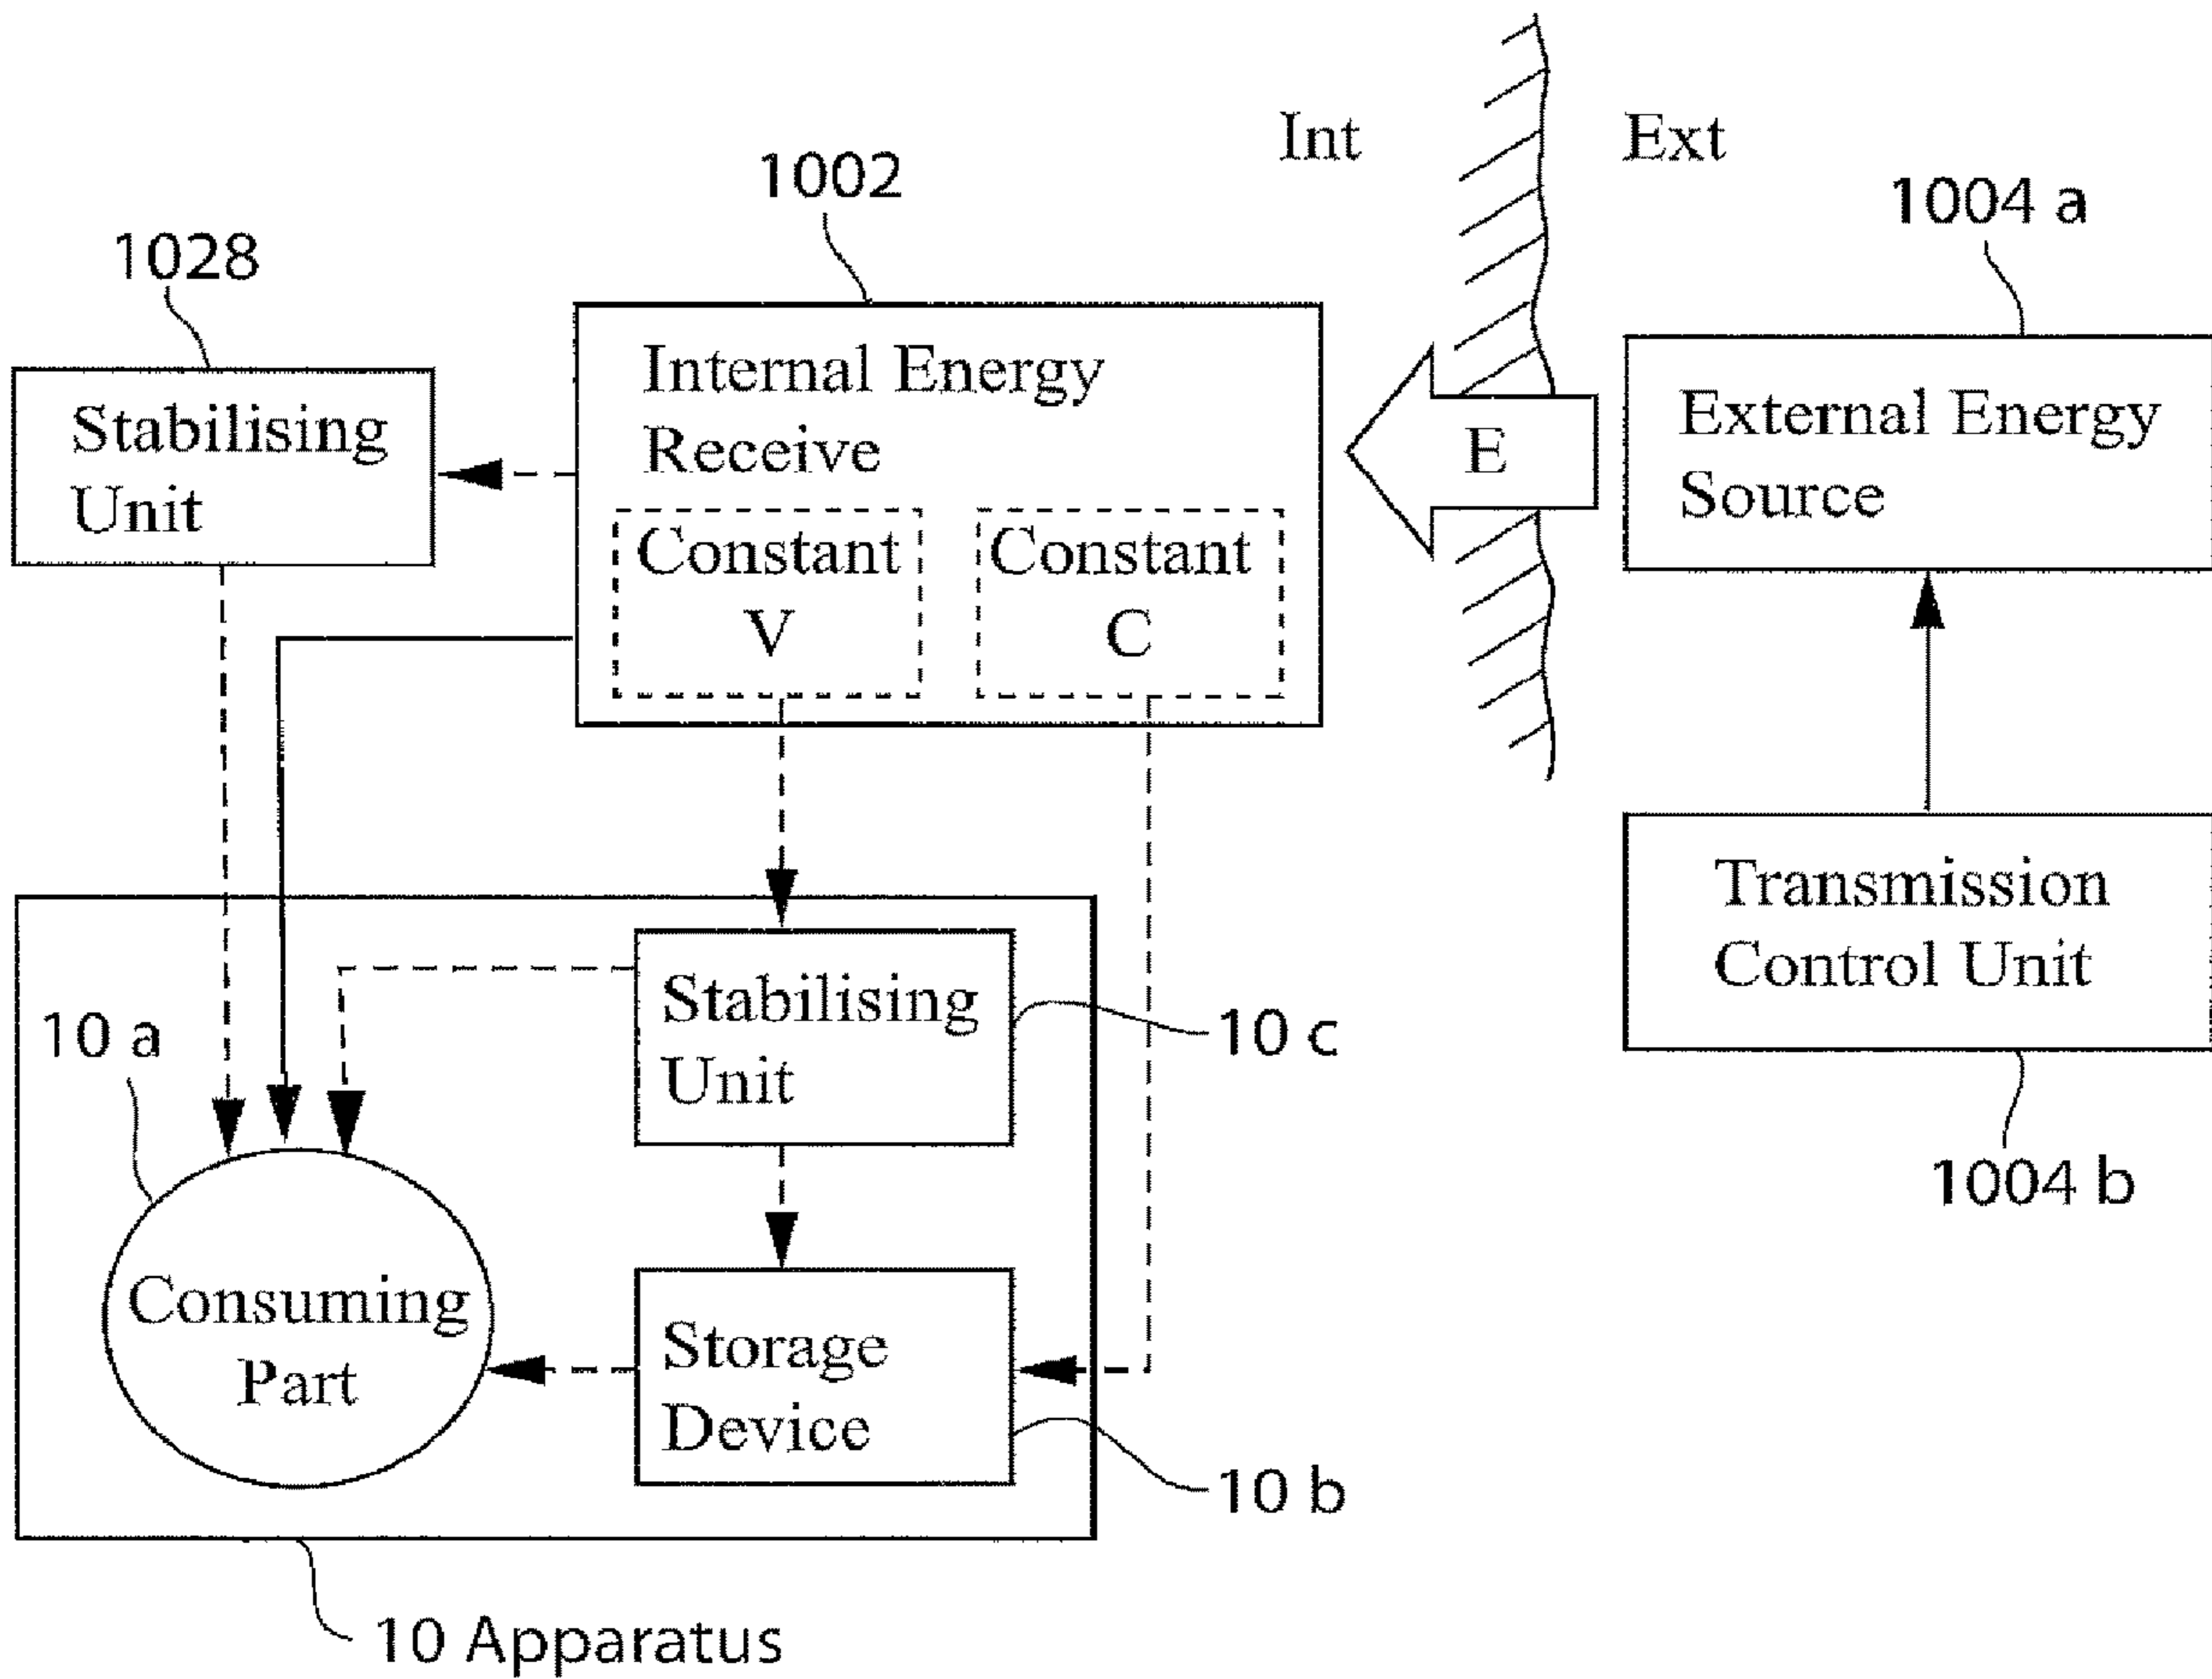 Int
Ext
1002
1004 a
1028
Internal Energy
Receive
Stabilising
Unit
External Energy
Source
E
Constant
V
Constant
C
Transmission
Control Unit
Stabilising
Unit
10 a
10 c
1004 b
Consuming
Part
Storage
Device
10 b
10 Apparatus